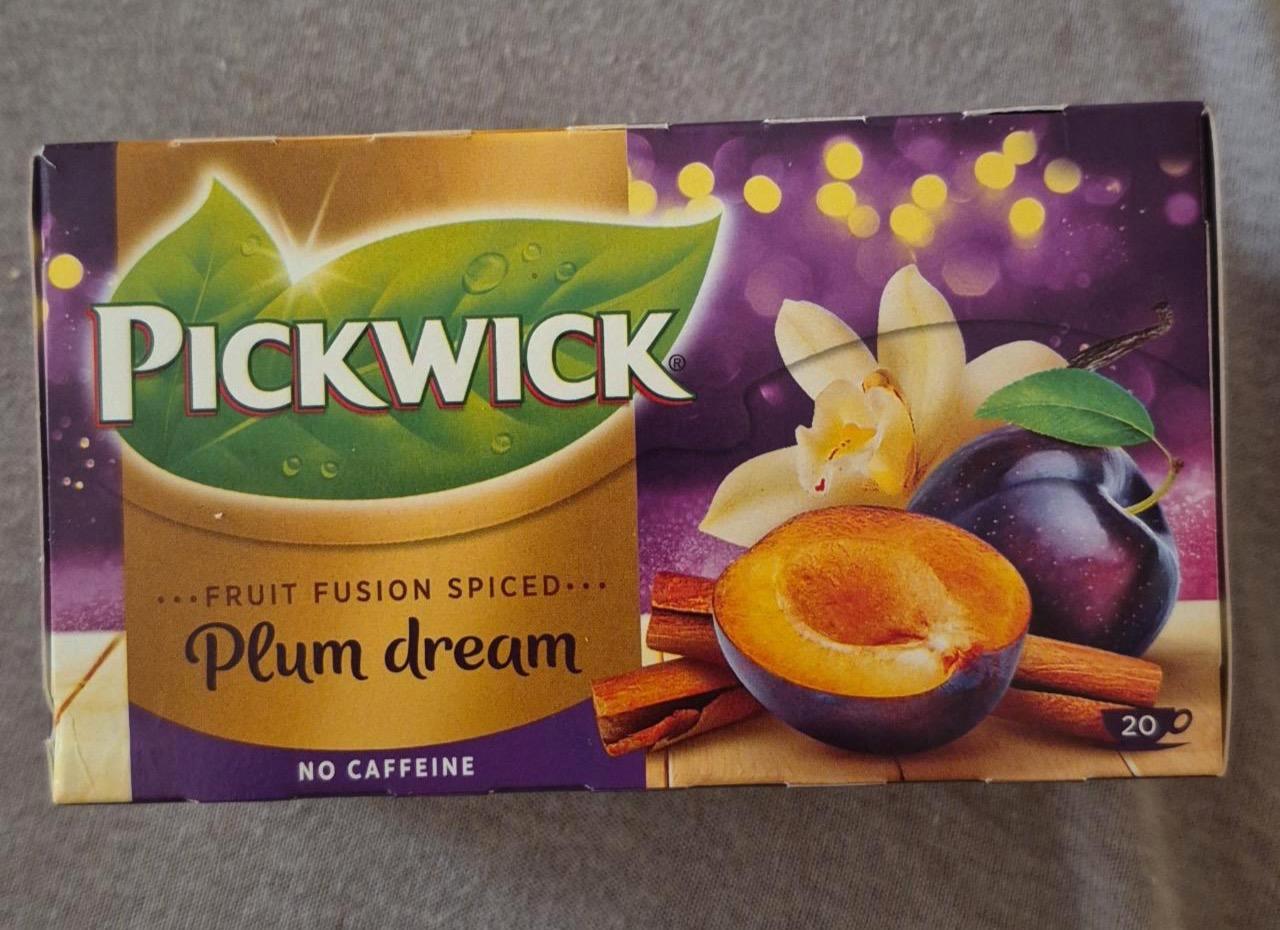 PICKWICK®
···FRUIT FUSION SPICED···
Plum dream
NO CAFFEINE
20